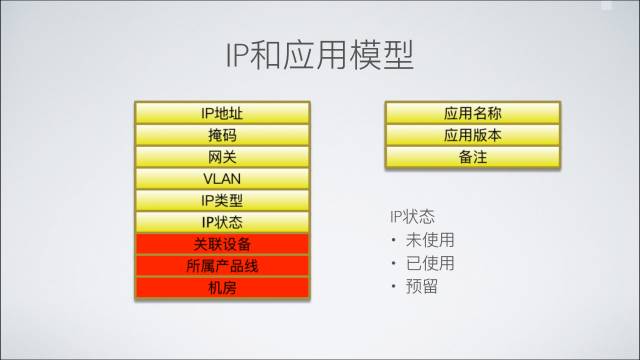 IP和应用模型
IP地址
掩码
网关
VLAN
IP类型
IP状态
关联设备
所属产品线
机房
应用名称
应用版本
备注
IP状态
• 未使用
• 已使用
• 预留